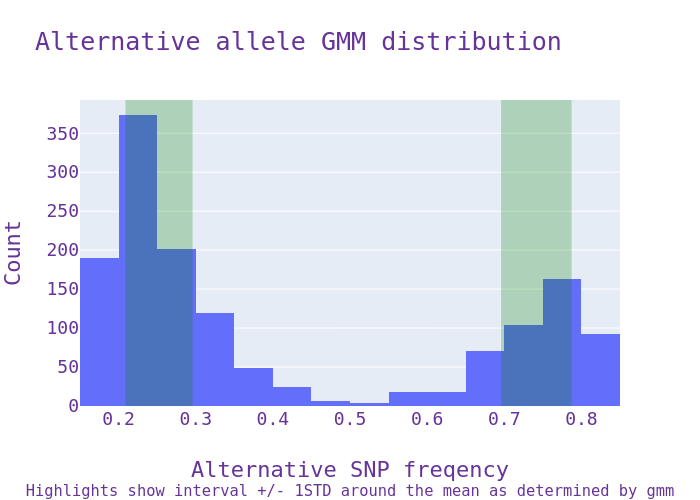 Alternative allele GMM distribution
Count
350
300
250
200
150
100
50
0
0.2 0.3 0.4 0.5 0.6 0.7 0.8
Alternative SNP freqency
Highlights show interval +/- 1STD around the mean as determined by gmm